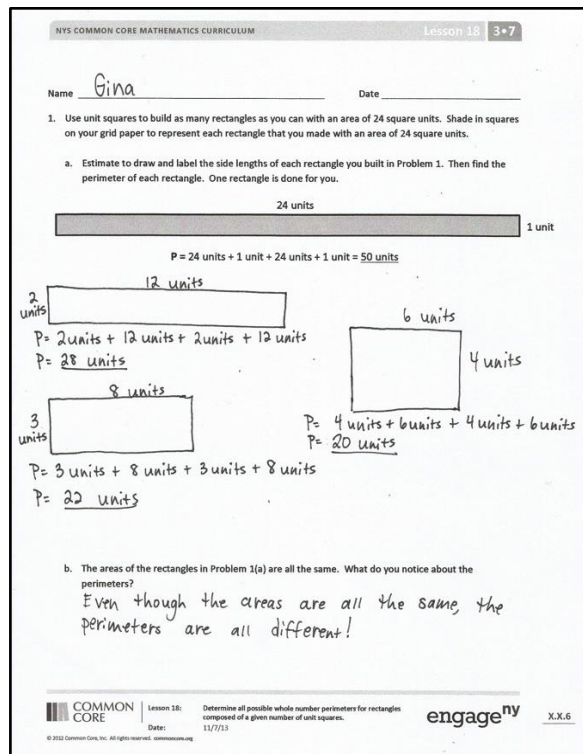 NYS COMMON CORE MATHEMATICS CURRICULUM
Lesson 18
3•7
Name Gina
Date
1. Use unit squares to build as many rectangles as you can with an area of 24 square units. Shade in squares
on your grid paper to represent each rectangle that you made with an area of 24 square units.
a. Estimate to draw and label the side lengths of each rectangle you built in Problem 1. Then find the
perimeter of each rectangle. One rectangle is done for you.
24 units
1 unit
P = 24 units + 1 unit + 24 units + 1 unit = 50 units
12 units
2
units
P= 2units + 12 units + 2units + 12 units
P= 28 units
6 units
4 units
P= 4 units + 6units + 4 units + 6 units
P= 20 units
8 units
3
units
P= 3 units + 8 units + 3 units + 8 units
P= 22 units
b. The areas of the rectangles in Problem 1(a) are all the same. What do you notice about the
perimeters?
Even though the areas are all the same, the
perimeters are all different!
COMMON
CORE
Lesson 18:
Determine all possible whole number perimeters for rectangles
composed of a given number of unit squares.
Date:
11/7/13
engage ny
X.X.6
© 2012 Common Core, Inc. All rights reserved. commoncore.org